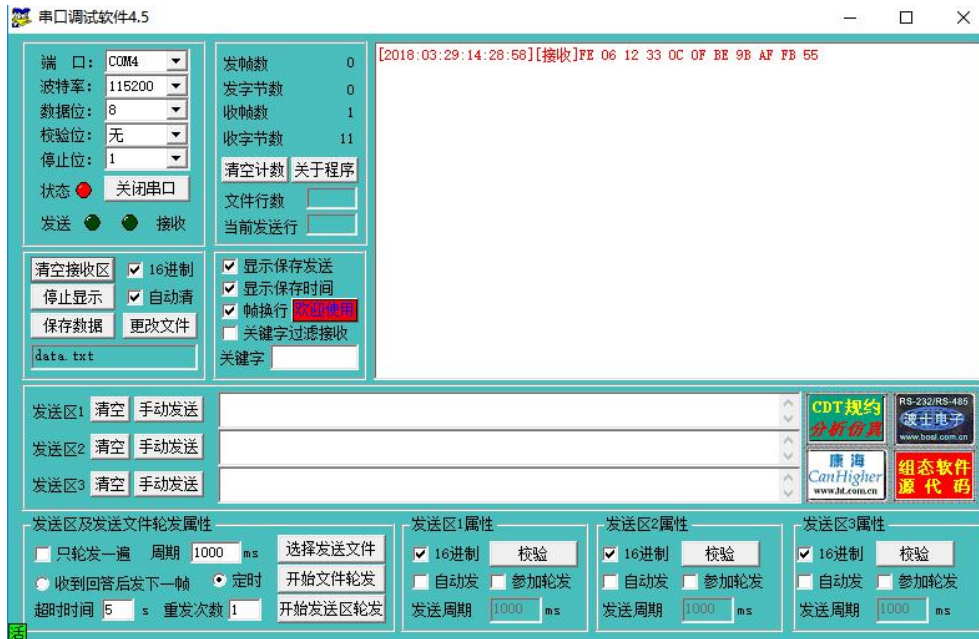 串口调试软件4.5
端 口: COM4
波特率: 115200
数据位: 8
校验位: 无
停止位: 1
状态 关闭串口
发送 接收
发帧数 0
发字节数 0
收帧数 1
收字节数 11
清空计数 关于程序
文件行数
当前发送行
[2018:03:29:14:28:58][接收]FE 06 12 33 0C 0F BE 9B AF FB 55
清空接收区 16进制
停止显示 自动清
保存数据 更改文件
data.txt
显示保存发送
显示保存时间
帧换行 欢迎使用
关键字过滤接收
关键字
发送区1 清空 手动发送
发送区2 清空 手动发送
发送区3 清空 手动发送
CDT规约
分析仿真
RS-232/RS-485
波士电子
www.bosi.com.cn
康海
CanHigher
www.ht.com.cn
组态软件
源代码
发送区及发送文件轮发属性
只轮发一遍 周期 1000 ms 选择发送文件
收到回答后发下一帧 定时 开始文件轮发
超时时间 5 s 重发次数 1 开始发送区轮发
发送区1属性
16进制 校验
自动发 参加轮发
发送周期 1000 ms
发送区2属性
16进制 校验
自动发 参加轮发
发送周期 1000 ms
发送区3属性
16进制 校验
自动发 参加轮发
发送周期 1000 ms
活